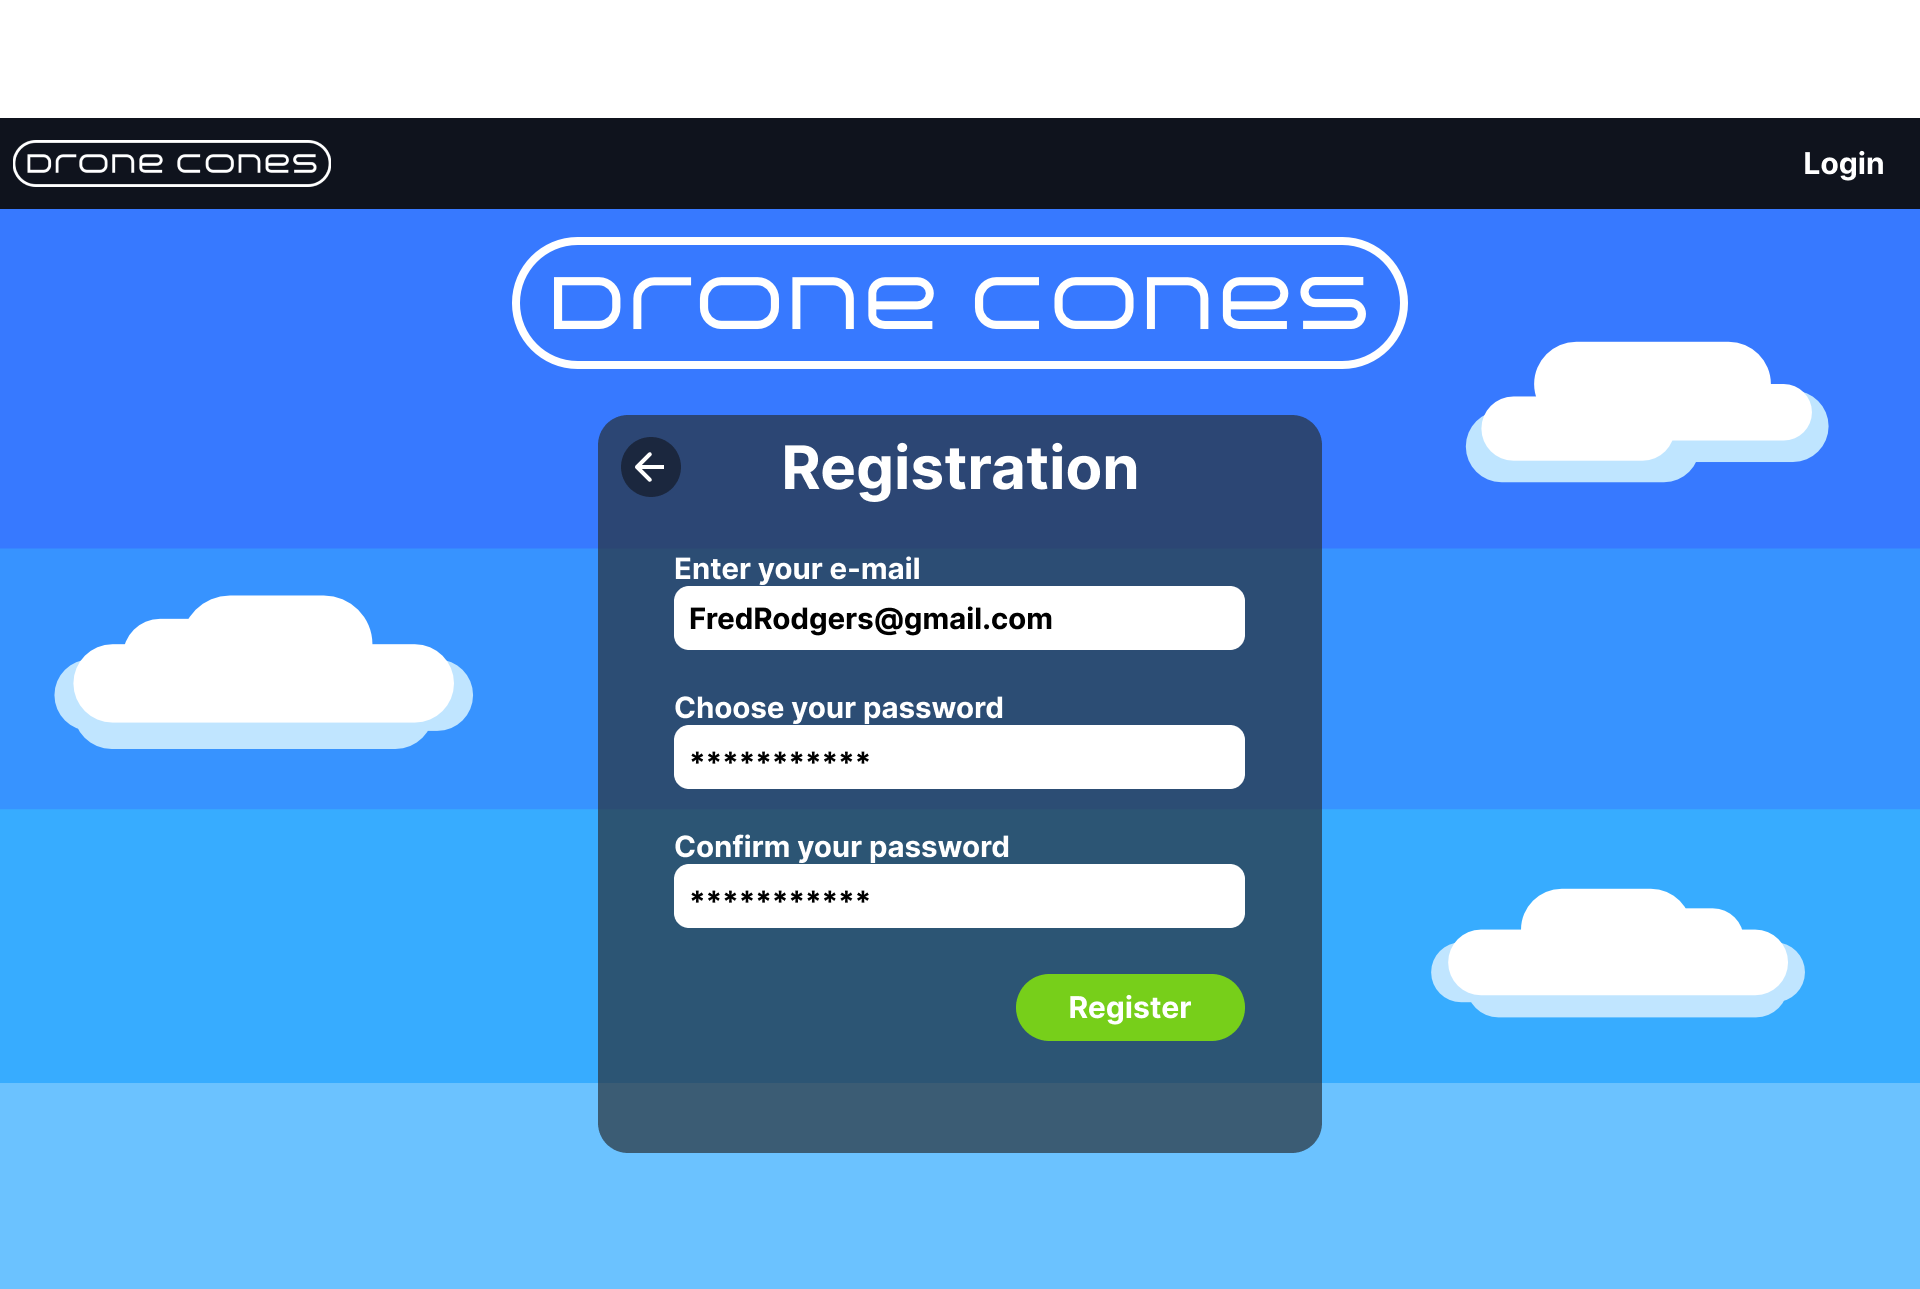 Drone cones
Login
Drone cones
Registration
Enter your e-mail
FredRodgers@gmail.com
Choose your password
***********
Confirm your password
***********
Register